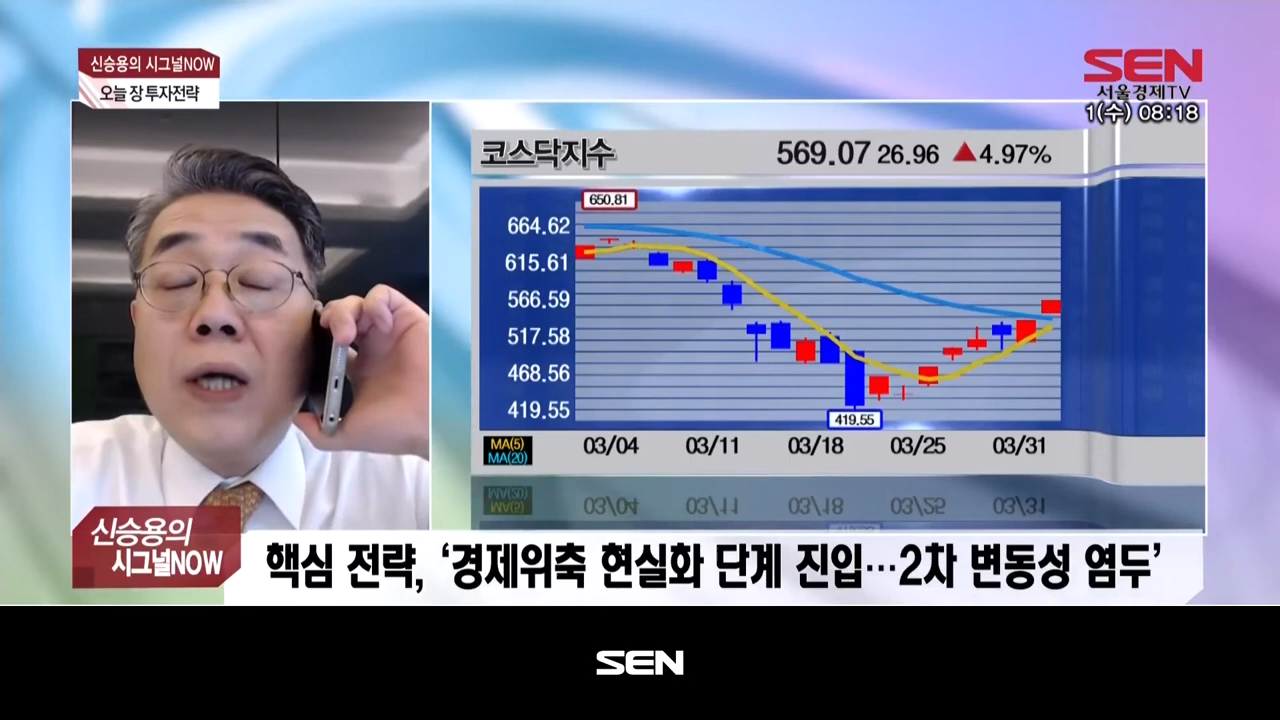 신승용의 시그널NOW
오늘 장 투자전략
SEN
서울경제TV
1(수) 08:18
코스닥지수 569.07 26.96 ▲4.97%
650.81
664.62
615.61
566.59
517.58
468.56
419.55
419.55
MA(5)
MA(20)
03/04 03/11 03/18 03/25 03/31
신승용의
시그널NOW
핵심 전략, ‘경제위축 현실화 단계 진입…2차 변동성 염두’
SEN